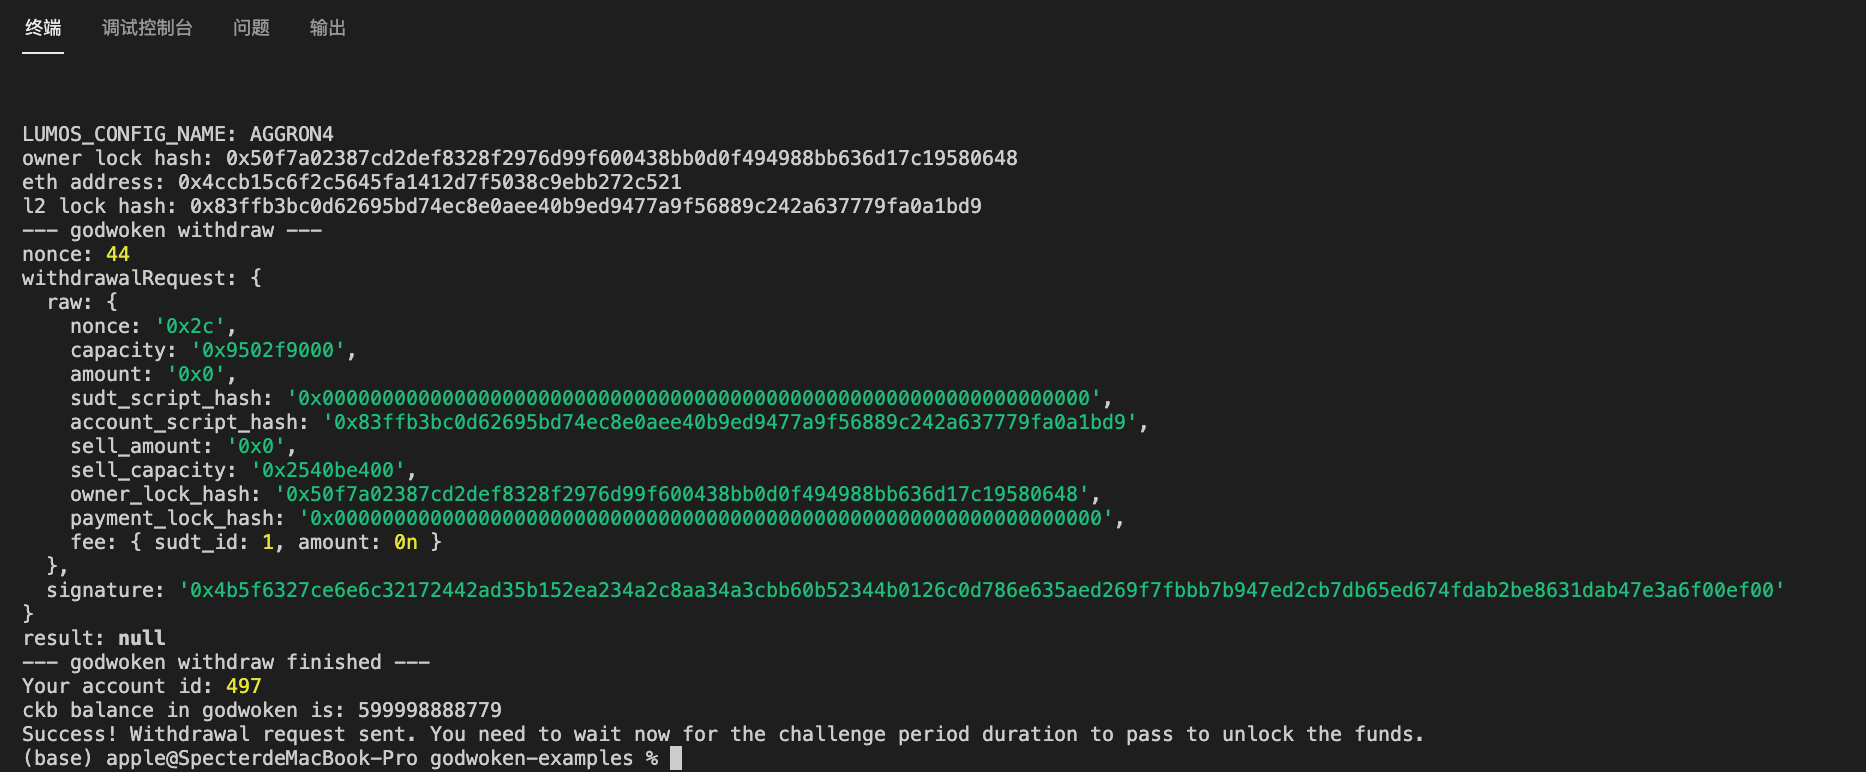 终端 调试控制台 问题 输出
LUMOS_CONFIG_NAME: AGGRON4
owner lock hash: 0x50f7a02387cd2def8328f2976d99f600438bb0d0f494988bb636d17c19580648
eth address: 0x4ccb15c6f2c5645fa1412d7f5038c9ebb272c521
l2 lock hash: 0x83ffb3bc0d62695bd74ec8e0aee40b9ed9477a9f56889c242a637779fa0a1bd9
--- godwoken withdraw ---
nonce: 44
withdrawalRequest: {
  raw: {
    nonce: '0x2c',
    capacity: '0x9502f9000',
    amount: '0x0',
    sudt_script_hash: '0x0000000000000000000000000000000000000000000000000000000000000000',
    account_script_hash: '0x83ffb3bc0d62695bd74ec8e0aee40b9ed9477a9f56889c242a637779fa0a1bd9',
    sell_amount: '0x0',
    sell_capacity: '0x2540be400',
    owner_lock_hash: '0x50f7a02387cd2def8328f2976d99f600438bb0d0f494988bb636d17c19580648',
    payment_lock_hash: '0x0000000000000000000000000000000000000000000000000000000000000000',
    fee: { sudt_id: 1, amount: 0n }
  },
  signature: '0x4b5f6327ce6e6c32172442ad35b152ea234a2c8aa34a3cbb60b52344b0126c0d786e635aed269f7fbbb7b947ed2cb7db65ed674fdab2be8631dab47e3a6f00ef00'
}
result: null
--- godwoken withdraw finished ---
Your account id: 497
ckb balance in godwoken is: 599998888779
Success! Withdrawal request sent. You need to wait now for the challenge period duration to pass to unlock the funds.
(base) apple@SpecterdeMacBook-Pro godwoken-examples %